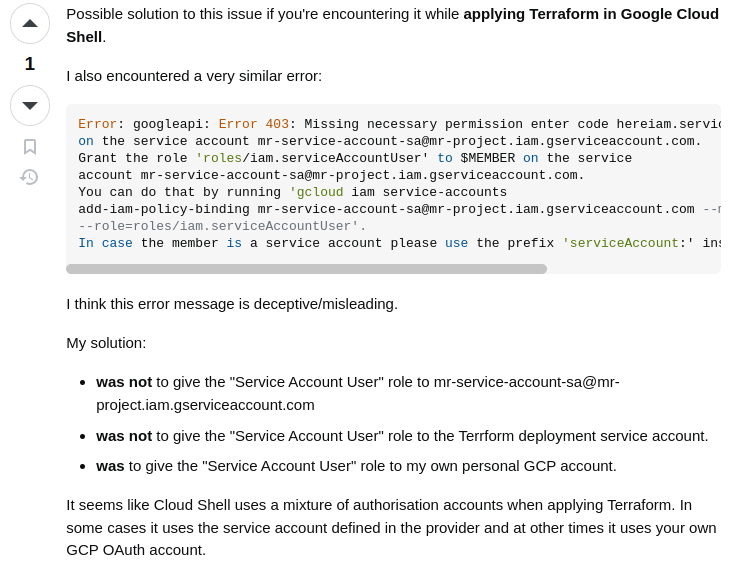 Possible solution to this issue if you're encountering it while applying Terraform in Google Cloud
Shell.
1
I also encountered a very similar error:
Error: googleapi: Error 403: Missing necessary permission enter code hereiam.servic
on the service account mr-service-account-sa@mr-project.iam.gserviceaccount.com.
Grant the role 'roles/iam.serviceAccountUser' to $MEMBER on the service
account mr-service-account-sa@mr-project.iam.gserviceaccount.com.
You can do that by running 'gcloud iam service-accounts
add-iam-policy-binding mr-service-account-sa@mr-project.iam.gserviceaccount.com --m
--role=roles/iam.serviceAccountUser'.
In case the member is a service account please use the prefix 'serviceAccount:' ins
I think this error message is deceptive/misleading.
My solution:
• was not to give the "Service Account User" role to mr-service-account-sa@mr-
project.iam.gserviceaccount.com
• was not to give the "Service Account User" role to the Terrform deployment service account.
• was to give the "Service Account User" role to my own personal GCP account.
It seems like Cloud Shell uses a mixture of authorisation accounts when applying Terraform. In
some cases it uses the service account defined in the provider and at other times it uses your own
GCP OAuth account.